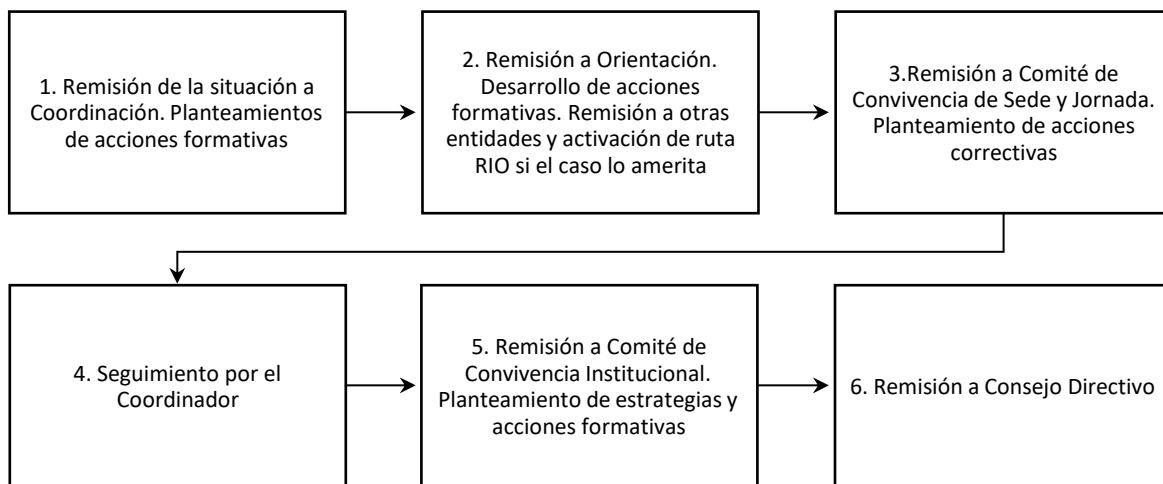 1. Remisión de la situación a
Coordinación. Planteamientos
de acciones formativas
2. Remisión a Orientación.
Desarrollo de acciones
formativas. Remisión a otras
entidades y activación de ruta
RIO si el caso lo amerita
3.Remisión a Comité de
Convivencia de Sede y Jornada.
Planteamiento de acciones
correctivas
4. Seguimiento por el
Coordinador
5. Remisión a Comité de
Convivencia Institucional.
Planteamiento de estrategias y
acciones formativas
6. Remisión a Consejo Directivo